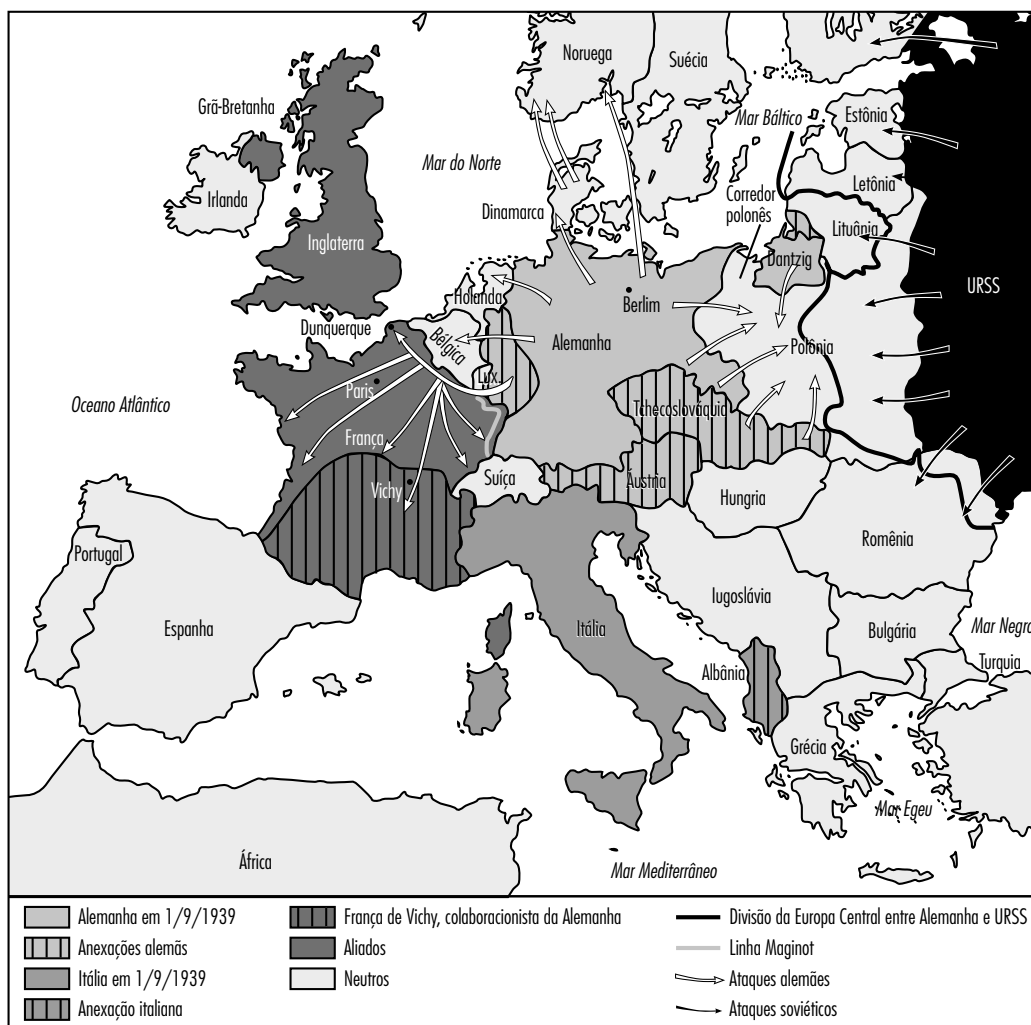 Noruega
Suécia
Grã-Bretanha
Mar Báltico
Estônia
Mar do Norte
Letônia
Irlanda
Corredor
polonês
Dinamarca
Lituânia
Inglaterra
Dantzig
URSS
Holanda
Berlim
Dunquerque
Bélgica
Alemanha
Polônia
Lux.
Paris
Tchecoslováquia
Oceano Atlântico
França
Vichy
Suíça
Áustria
Hungria
Romênia
Portugal
Iugoslávia
Espanha
Itália
Bulgária
Mar Negro
Albânia
Turquia
Grécia
Mar Egeu
África
Mar Mediterrâneo
Alemanha em 1/9/1939
Anexações alemãs
Itália em 1/9/1939
Anexação italiana
França de Vichy, colaboracionista da Alemanha
Aliados
Neutros
Divisão da Europa Central entre Alemanha e URSS
Linha Maginot
Ataques alemães
Ataques soviéticos